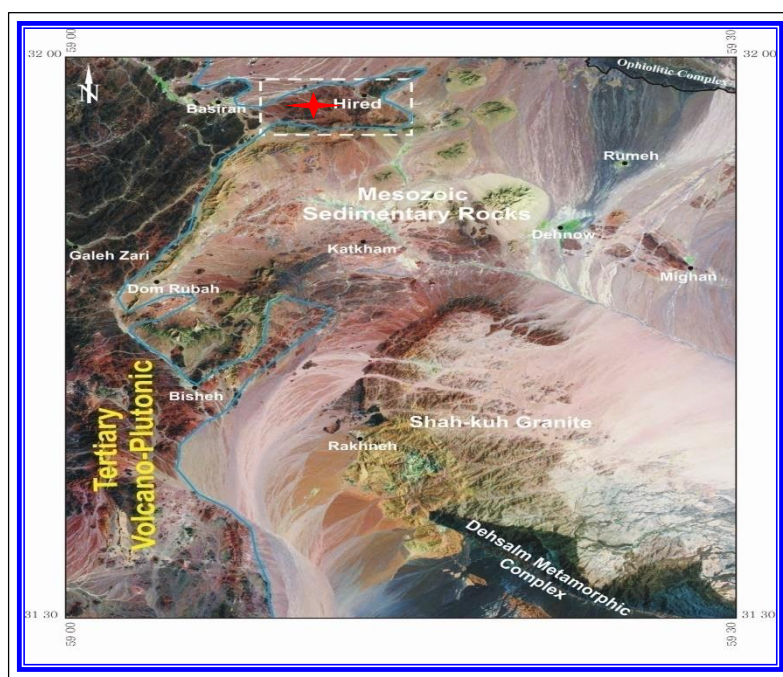 59 00
59 30
32 00
32 00
Ophiolitic Complex
N
Basiran
Hired
Rumeh
Mesozoic
Sedimentary Rocks
Dehnow
Galeh Zari
Katkham
Mighan
Dom Rubah
Bisheh
Tertiary
Volcano-Plutonic
Shah-kuh Granite
Rakhneh
Dehsalm Metamorphic
Complex
31 30
31 30
59 00
59 30